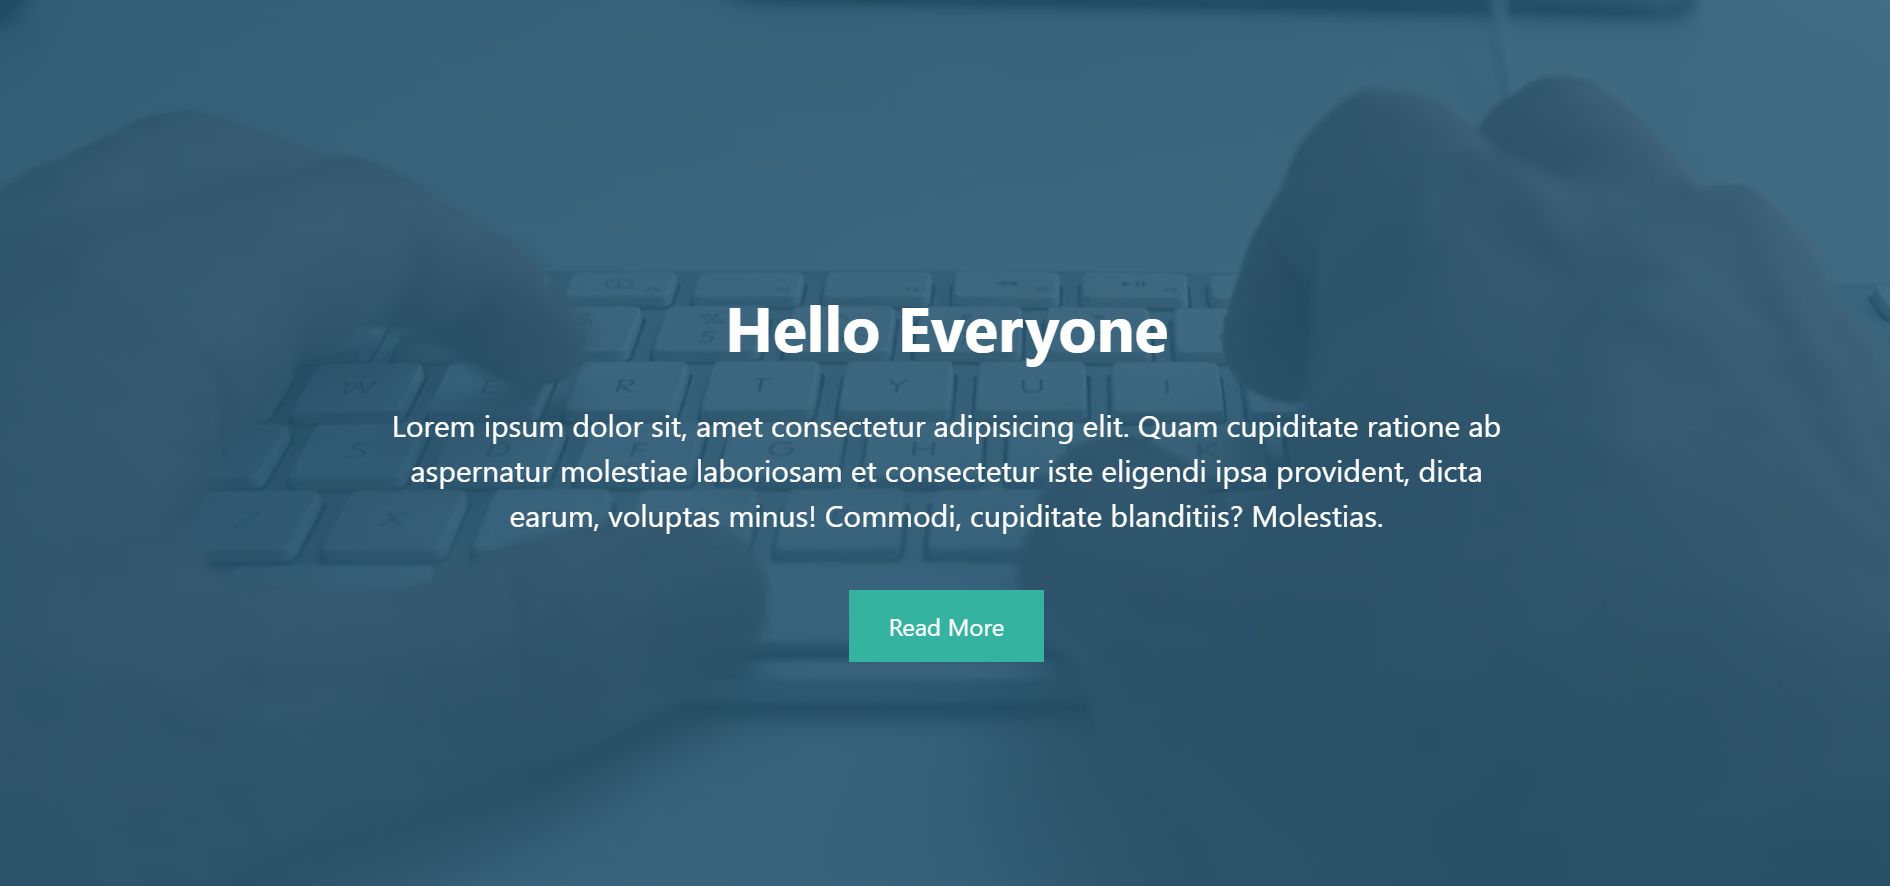 Hello Everyone
Lorem ipsum dolor sit, amet consectetur adipisicing elit. Quam cupiditate ratione ab
aspernatur molestiae laboriosam et consectetur iste eligendi ipsa provident, dicta
earum, voluptas minus! Commodi, cupiditate blanditiis? Molestias.
Read More
%
5
W E R T Y U I
S D F G H K
Z X